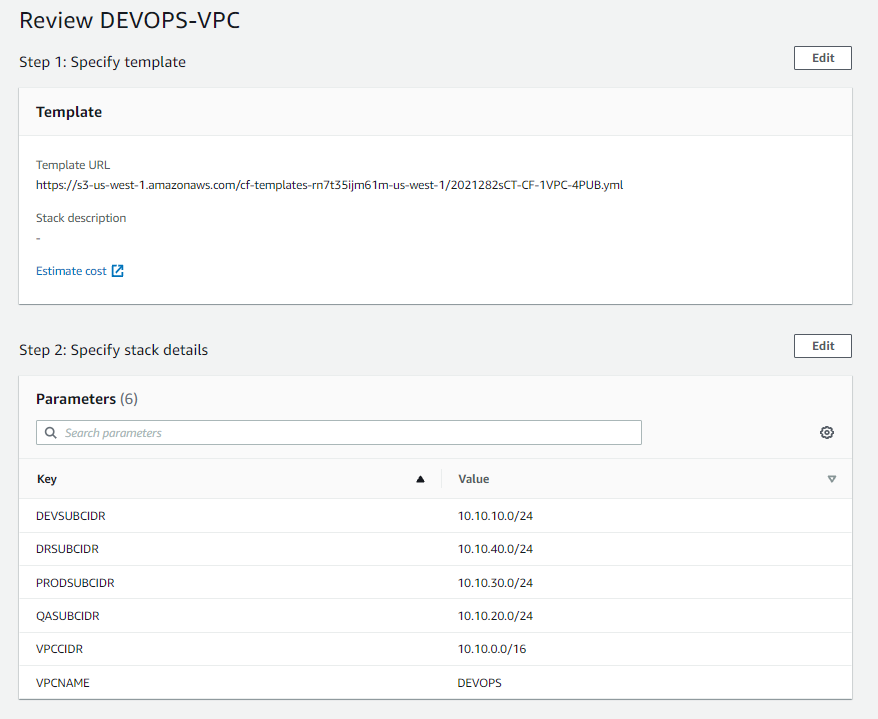 Review DEVOPS-VPC
Step 1: Specify template
Edit
Template
Template URL
https://s3-us-west-1.amazonaws.com/cf-templates-rn7t35ijm61m-us-west-1/2021282sCT-CF-1VPC-4PUB.yml
Stack description
-
Estimate cost
Step 2: Specify stack details
Edit
Parameters (6)
Search parameters
Key Value
DEVSUBCIDR 10.10.10.0/24
DRSUBCIDR 10.10.40.0/24
PRODSUBCIDR 10.10.30.0/24
QASUBCIDR 10.10.20.0/24
VPCCIDR 10.10.0.0/16
VPCNAME DEVOPS